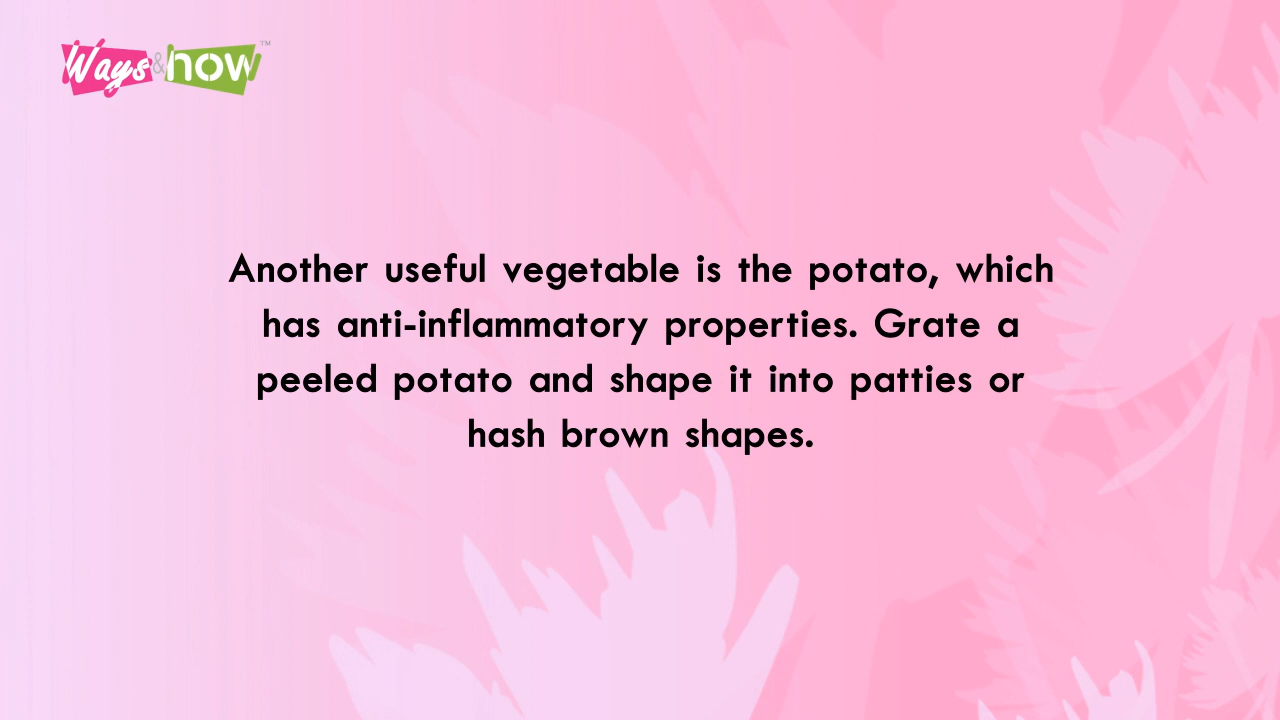 Ways&how™
Another useful vegetable is the potato, which
has anti-inflammatory properties. Grate a
peeled potato and shape it into patties or
hash brown shapes.